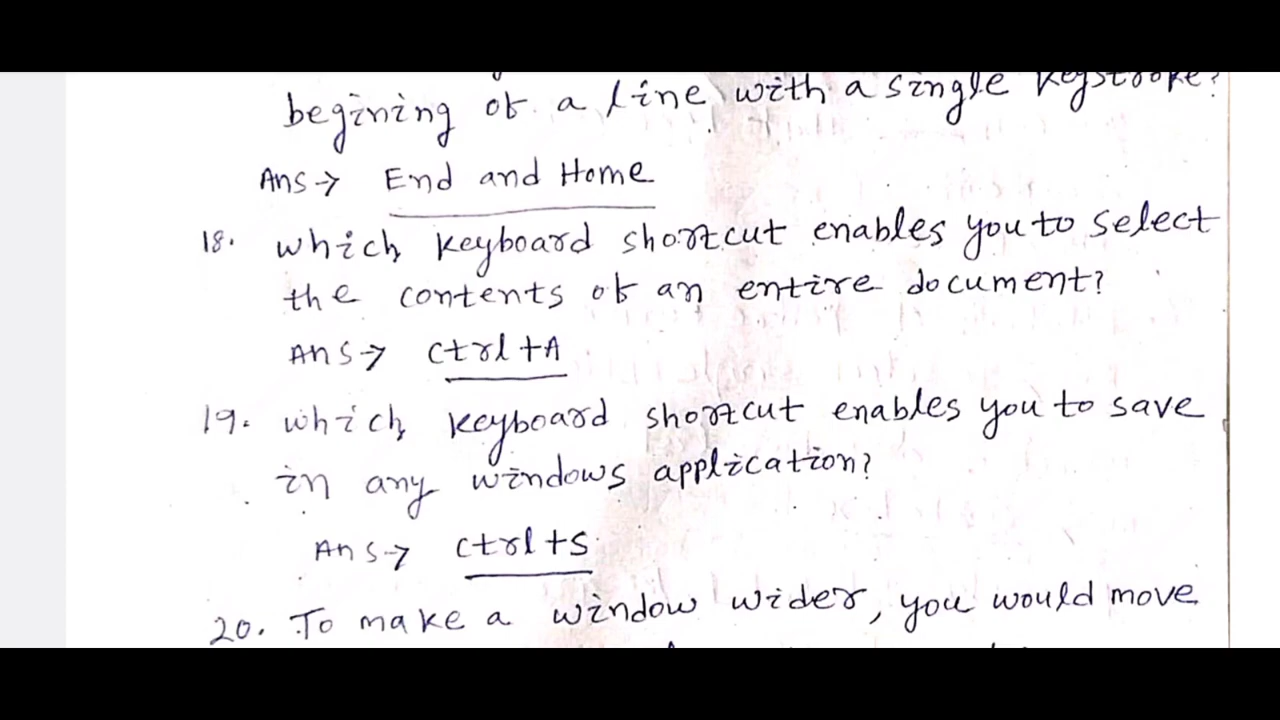 begining of a line with a single keystroke?
Ans → End and Home
18. which keyboard shortcut enables you to select
the contents of an entire document?
Ans → ctrl +A
19. which keyboard shortcut enables you to save
in any windows application?
Ans → ctrl +S
20. To make a window wider, you would move